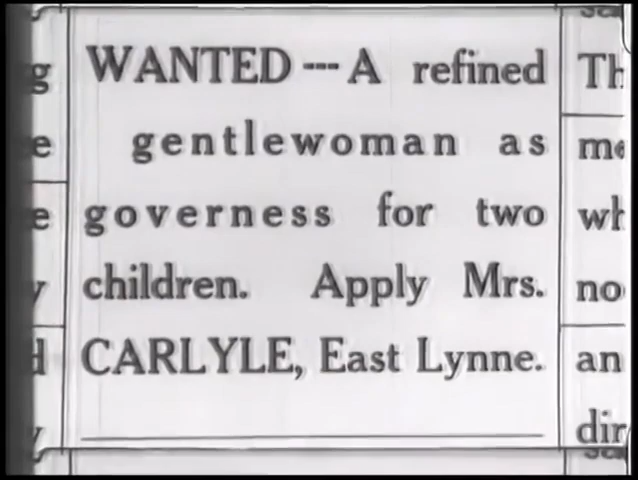 WANTED --- A refined
gentlewoman as
governess for two
children. Apply Mrs.
CARLYLE, East Lynne.